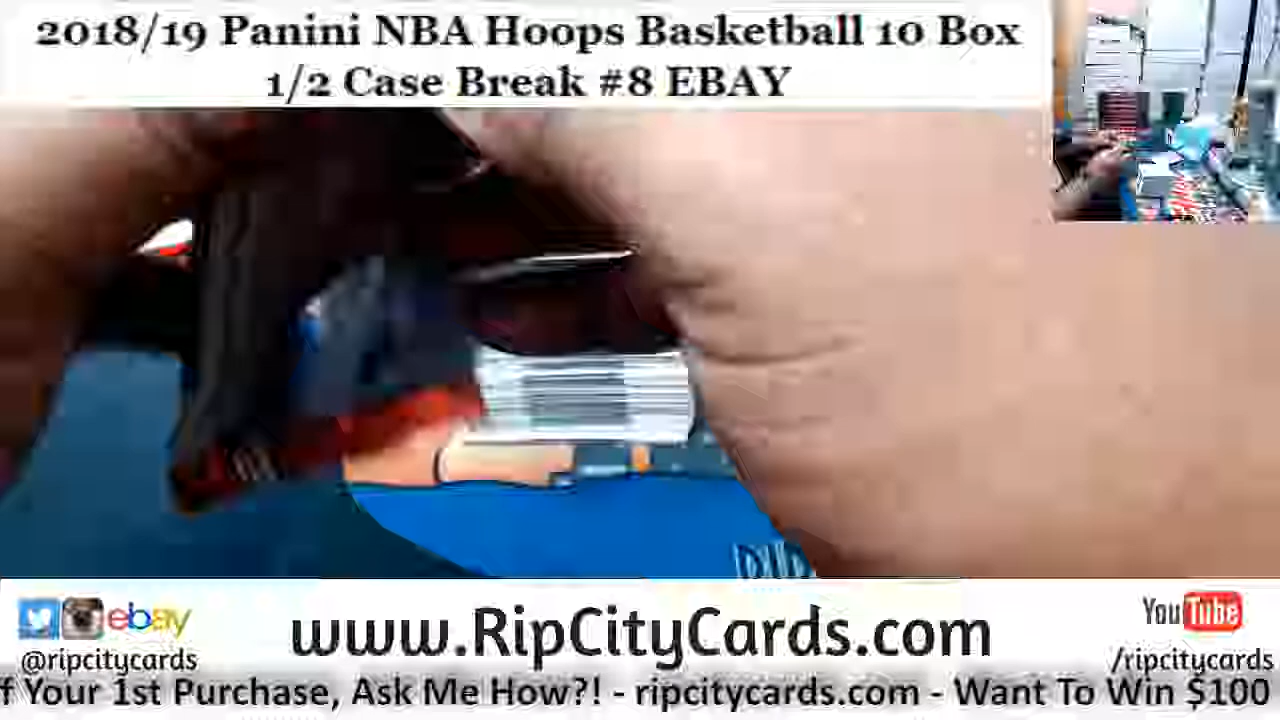 2018/19 Panini NBA Hoops Basketball 10 Box
1/2 Case Break #8 EBAY
ebay
www.RipCityCards.com
YouTube
@ripcitycards
/ripcitycards
f Your 1st Purchase, Ask Me How?! - ripcitycards.com - Want To Win $100